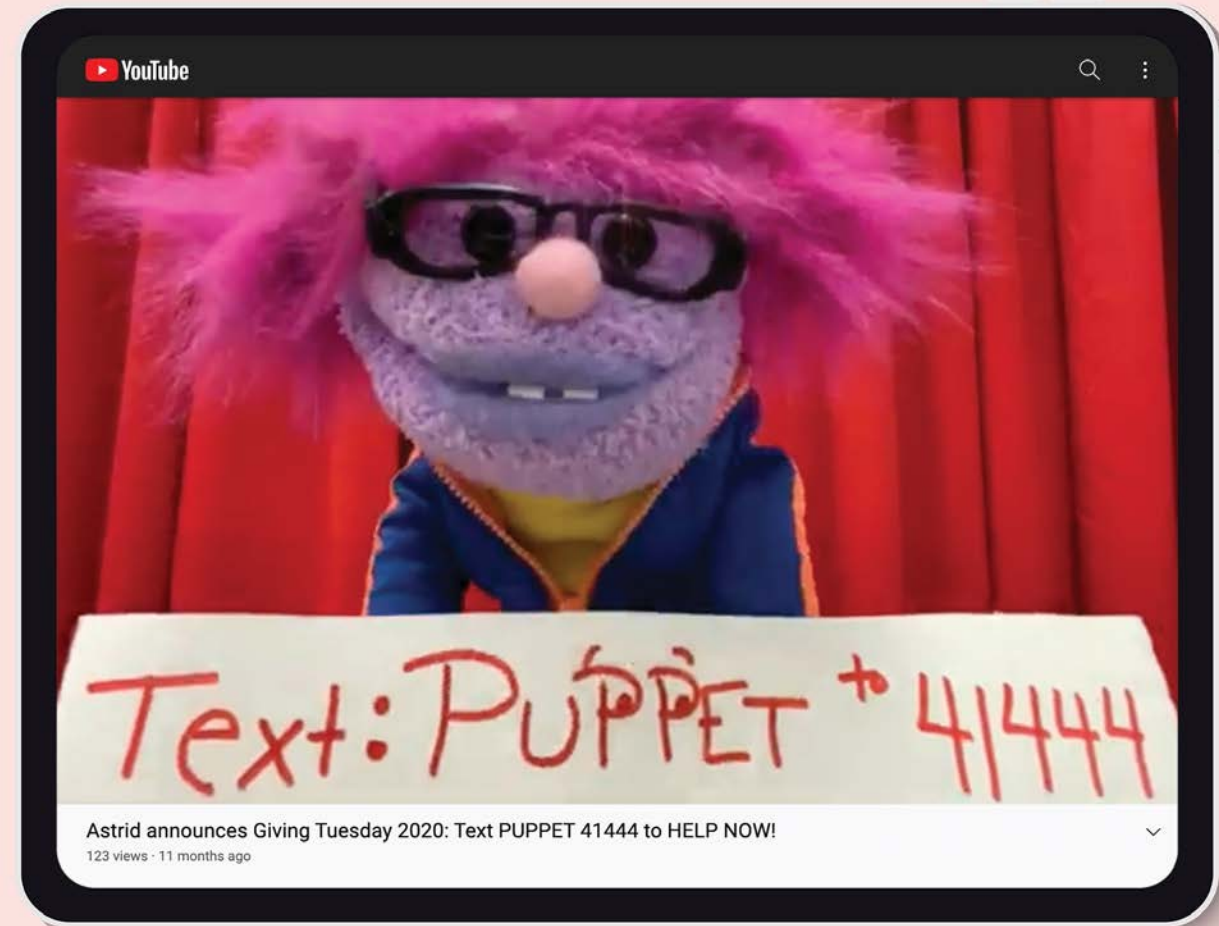 YouTube
Text: PUPPET to 41444
Astrid announces Giving Tuesday 2020: Text PUPPET 41444 to HELP NOW!
123 views · 11 months ago